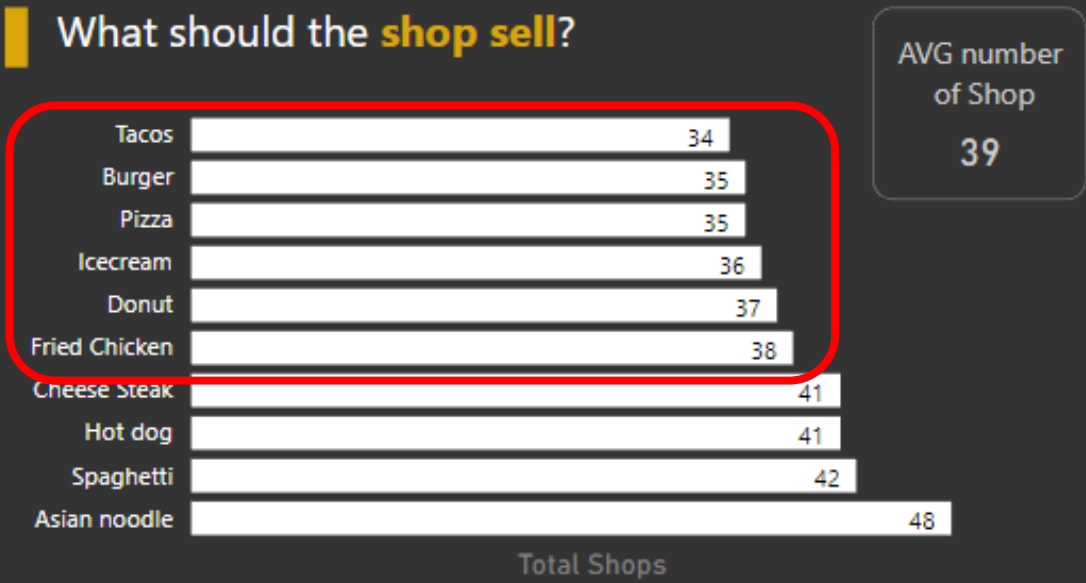 What should the shop sell?
AVG number
of Shop
39
Tacos 34
Burger 35
Pizza 35
Icecream 36
Donut 37
Fried Chicken 38
Cheese Steak 41
Hot dog 41
Spaghetti 42
Asian noodle 48
Total Shops